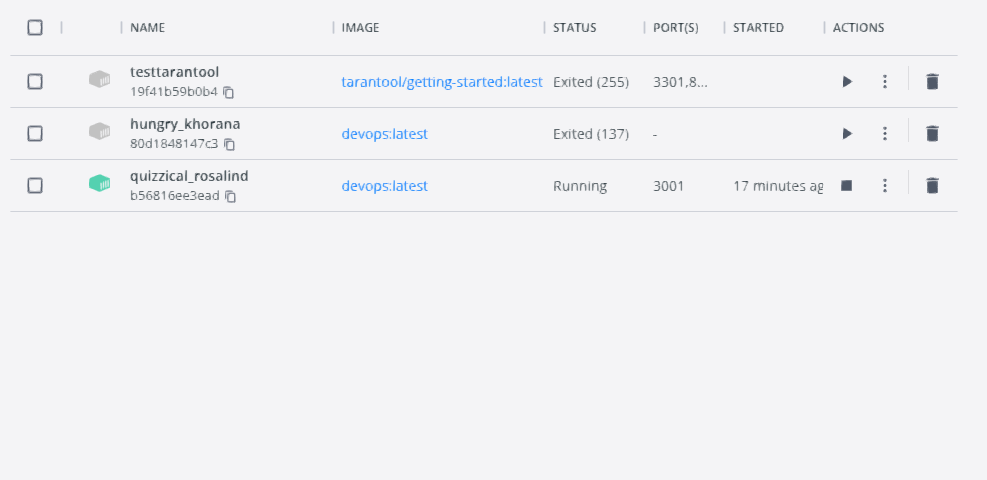 NAME IMAGE STATUS PORT(S) STARTED ACTIONS
testtarantool
19f41b59b0b4
tarantool/getting-started:latest Exited (255) 3301,8...
hungry_khorana
80d1848147c3
devops:latest Exited (137) -
quizzical_rosalind
b56816ee3ead
devops:latest Running 3001 17 minutes ag